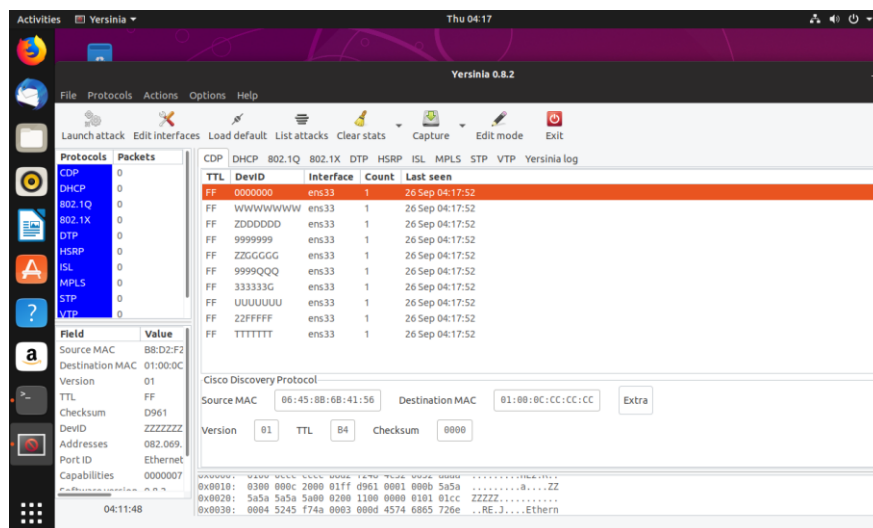 Activities Yersinia Thu 04:17
Yersinia 0.8.2
File Protocols Actions Options Help
Launch attack Edit interfaces Load default List attacks Clear stats Capture Edit mode Exit
Protocols Packets
CDP 0
DHCP 0
802.1Q 0
802.1X 0
DTP 0
HSRP 0
ISL 0
MPLS 0
STP 0
VTP 0
CDP DHCP 802.1Q 802.1X DTP HSRP ISL MPLS STP VTP Yersinia log
TTL DevID Interface Count Last seen
FF 0000000 ens33 1 26 Sep 04:17:52
FF WWWWWWW ens33 1 26 Sep 04:17:52
FF ZDDDDDD ens33 1 26 Sep 04:17:52
FF 9999999 ens33 1 26 Sep 04:17:52
FF ZZGGGGG ens33 1 26 Sep 04:17:52
FF 9999QQQ ens33 1 26 Sep 04:17:52
FF 333333G ens33 1 26 Sep 04:17:52
FF UUUUUUU ens33 1 26 Sep 04:17:52
FF 22FFFFF ens33 1 26 Sep 04:17:52
FF TTTTTTT ens33 1 26 Sep 04:17:52
Field Value
Source MAC B8:D2:F2
Destination MAC 01:00:0C
Version 01
TTL FF
Checksum D961
DevID ZZZZZZZ
Addresses 082.069.
Port ID Ethernet
Capabilities 0000007
Cisco Discovery Protocol
Source MAC 06:45:8B:6B:41:56 Destination MAC 01:00:0C:CC:CC:CC Extra
Version 01 TTL B4 Checksum 0000
0x0010: 0300 000c 2000 01ff d961 0001 000b 5a5a .........a....ZZ
0x0020: 5a5a 5a5a 5a00 0200 1100 0000 0101 01cc ZZZZZ...........
0x0030: 0004 5245 f74a 0003 000d 4574 6865 726e ..RE.J....Ethern
04:11:48